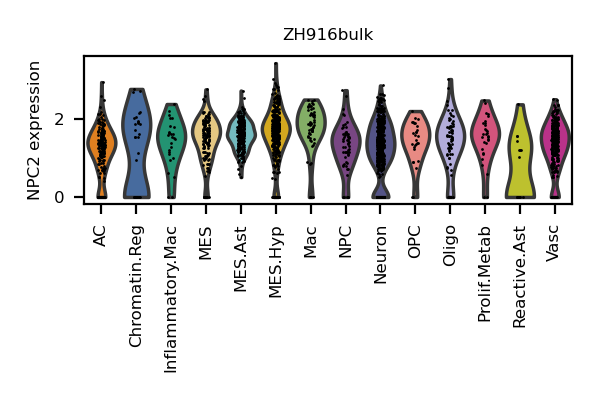 ZH916bulk
NPC2 expression
2
0
AC
Chromatin.Reg
Inflammatory.Mac
MES
MES.Ast
MES.Hyp
Mac
NPC
Neuron
OPC
Oligo
Prolif.Metab
Reactive.Ast
Vasc